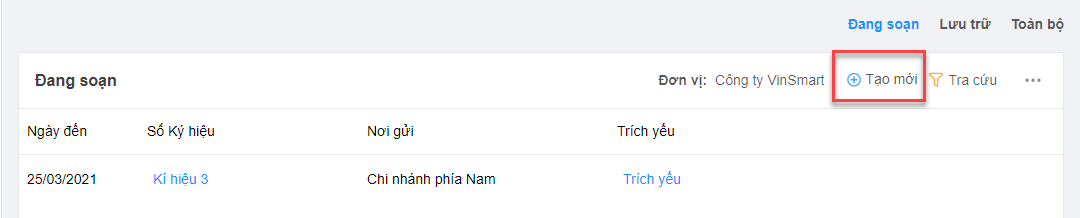 Đang soạn Lưu trữ Toàn bộ
Đang soạn Đơn vị: Công ty VinSmart Tạo mới Tra cứu
Ngày đến Số Ký hiệu Nơi gửi Trích yếu
25/03/2021 Kí hiệu 3 Chi nhánh phía Nam Trích yếu